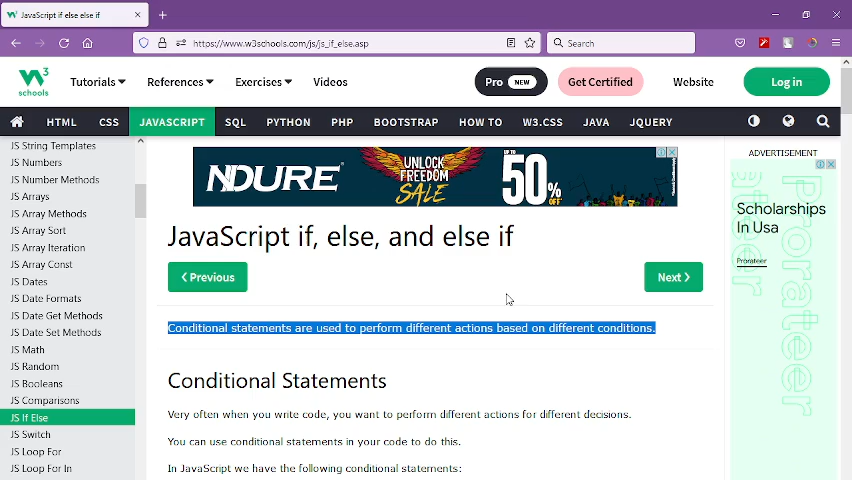 JavaScript if else else if
https://www.w3schools.com/js/js_if_else.asp
Search
W3
schools
Tutorials
References
Exercises
Videos
Pro NEW
Get Certified
Website
Log in
HTML
CSS
JAVASCRIPT
SQL
PYTHON
PHP
BOOTSTRAP
HOW TO
W3.CSS
JAVA
JQUERY
JS String Templates
JS Numbers
JS Number Methods
JS Arrays
JS Array Methods
JS Array Sort
JS Array Iteration
JS Array Const
JS Dates
JS Date Formats
JS Date Get Methods
JS Date Set Methods
JS Math
JS Random
JS Booleans
JS Comparisons
JS If Else
JS Switch
JS Loop For
JS Loop For In
NDURE®
UNLOCK
FREEDOM
SALE
UP TO
50% OFF*
JavaScript if, else, and else if
❮ Previous
Next ❯
Conditional statements are used to perform different actions based on different conditions.
Conditional Statements
Very often when you write code, you want to perform different actions for different decisions.
You can use conditional statements in your code to do this.
In JavaScript we have the following conditional statements:
ADVERTISEMENT
Scholarships
In Usa
Prorateer
Prorateer